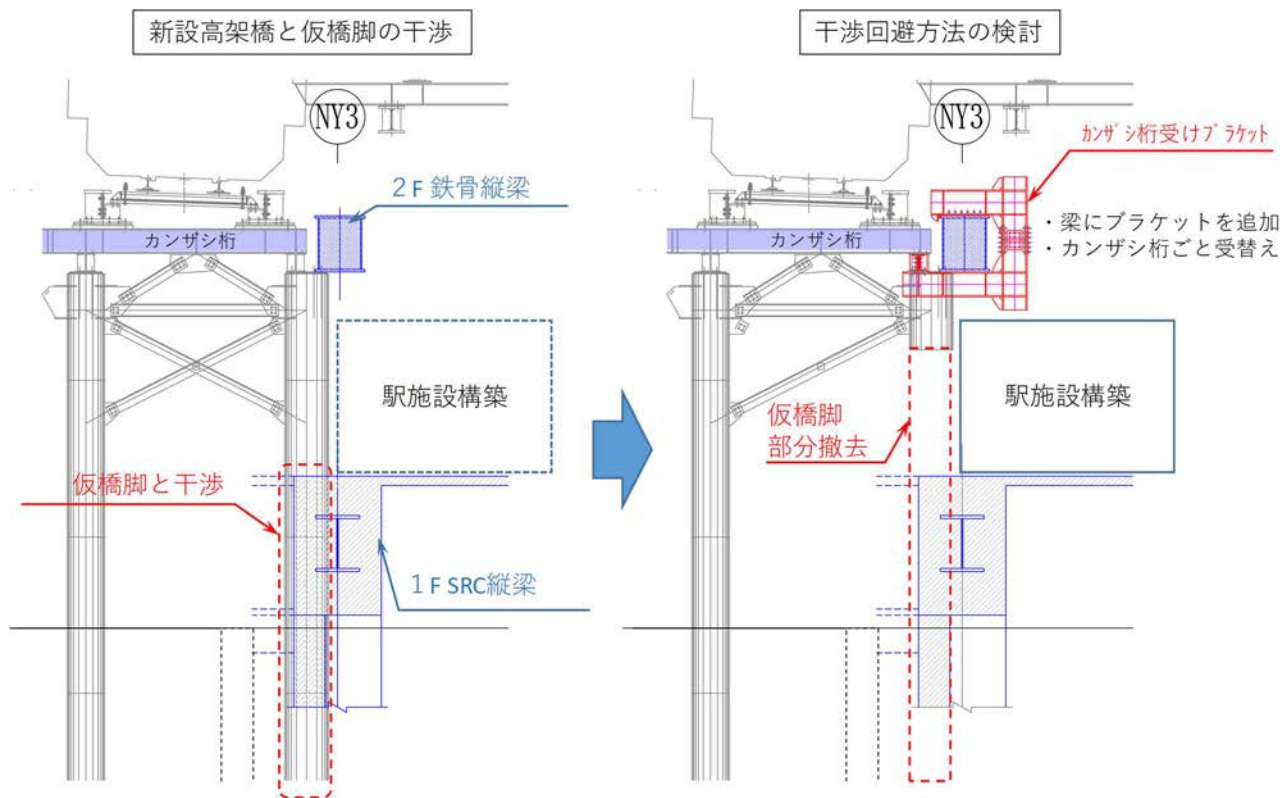 新設高架橋と仮橋脚の干渉
NY3
2F 鉄骨縦梁
カンザシ桁
駅施設構築
仮橋脚と干渉
1F SRC縦梁
干渉回避方法の検討
NY3
ｶﾝｻﾞｼ桁受けﾌﾞﾗｹｯﾄ
・梁にブラケットを追加
・カンザシ桁ごと受替え
カンザシ桁
駅施設構築
仮橋脚
部分撤去